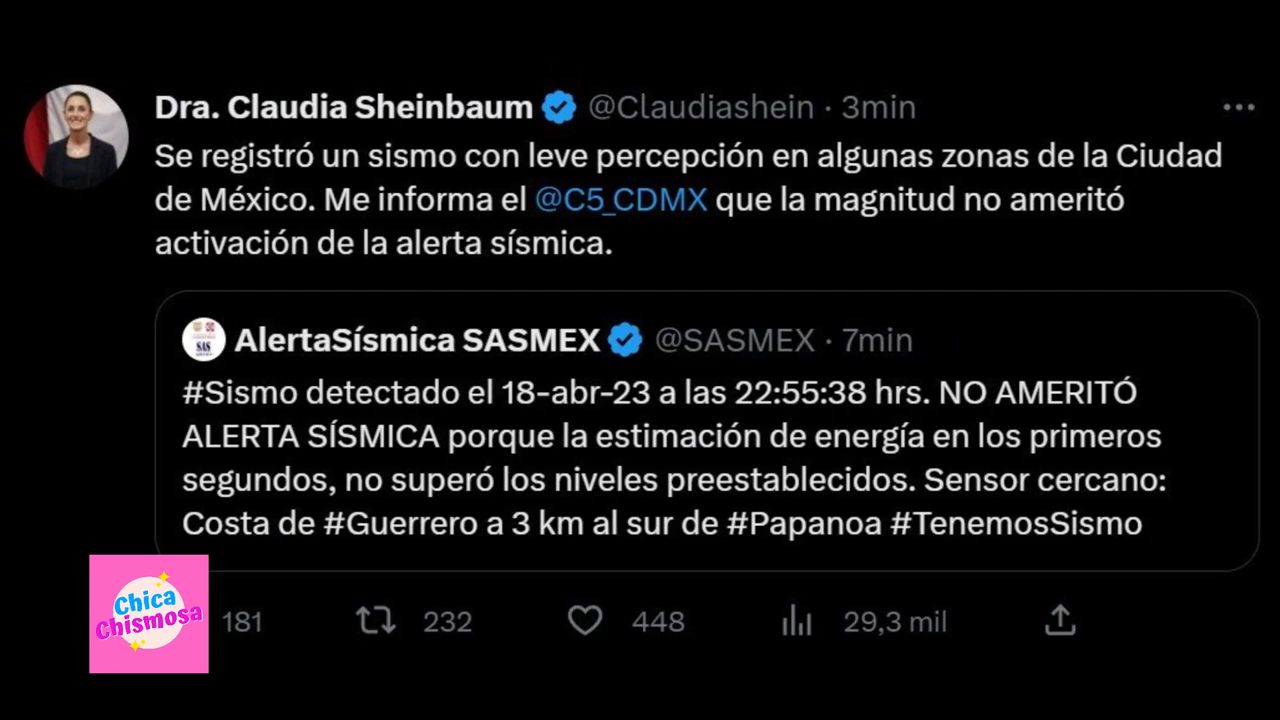 Dra. Claudia Sheinbaum @Claudiashein · 3min
Se registró un sismo con leve percepción en algunas zonas de la Ciudad
de México. Me informa el @C5_CDMX que la magnitud no ameritó
activación de la alerta sísmica.
SAS
AlertaSísmica SASMEX @SASMEX · 7min
#Sismo detectado el 18-abr-23 a las 22:55:38 hrs. NO AMERITÓ
ALERTA SÍSMICA porque la estimación de energía en los primeros
segundos, no superó los niveles preestablecidos. Sensor cercano:
Costa de #Guerrero a 3 km al sur de #Papanoa #TenemosSismo
Chica
Chismosa
181 232 448 29,3 mil